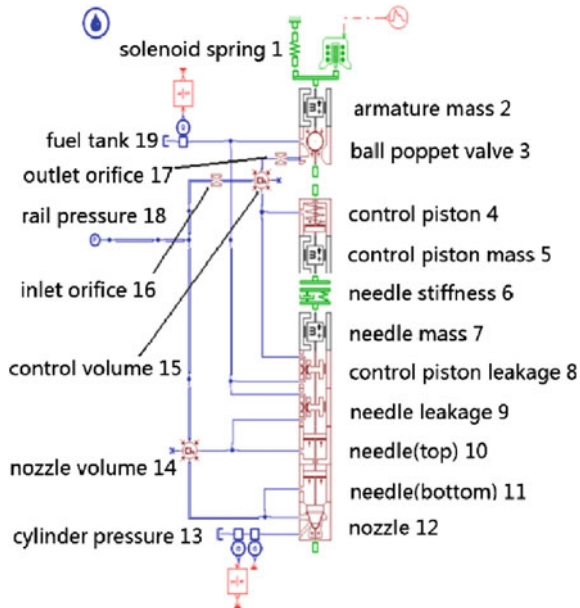 solenoid spring 1
armature mass 2
fuel tank 19
ball poppet valve 3
outlet orifice 17
rail pressure 18
control piston 4
control piston mass 5
inlet orifice 16
needle stiffness 6
needle mass 7
control volume 15
control piston leakage 8
needle leakage 9
needle(top) 10
nozzle volume 14
needle(bottom) 11
cylinder pressure 13
nozzle 12